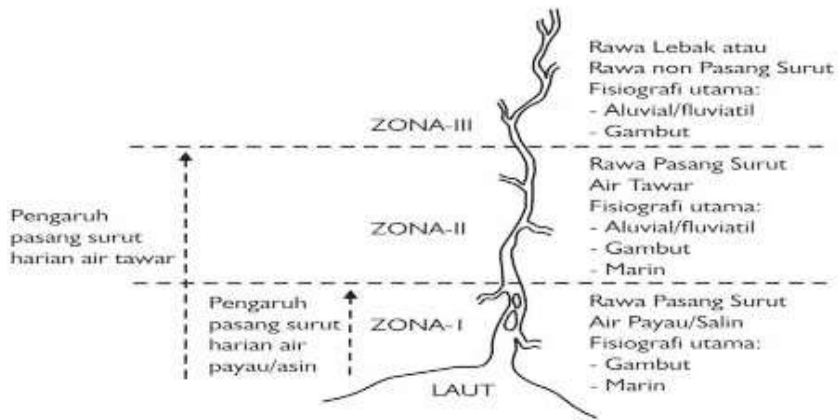 Rawa Lebak atau
Rawa non Pasang Surut
Fisiografi utama:
- Aluvial/fluviatil
- Gambut
ZONA-III
Rawa Pasang Surut
Air Tawar
Fisiografi utama:
- Aluvial/fluviatil
- Gambut
- Marin
Pengaruh
pasang surut
harian air tawar
ZONA-II
Pengaruh
pasang surut
harian air
payau/asin
ZONA-I
Rawa Pasang Surut
Air Payau/Salin
Fisiografi utama:
- Gambut
- Marin
LAUT